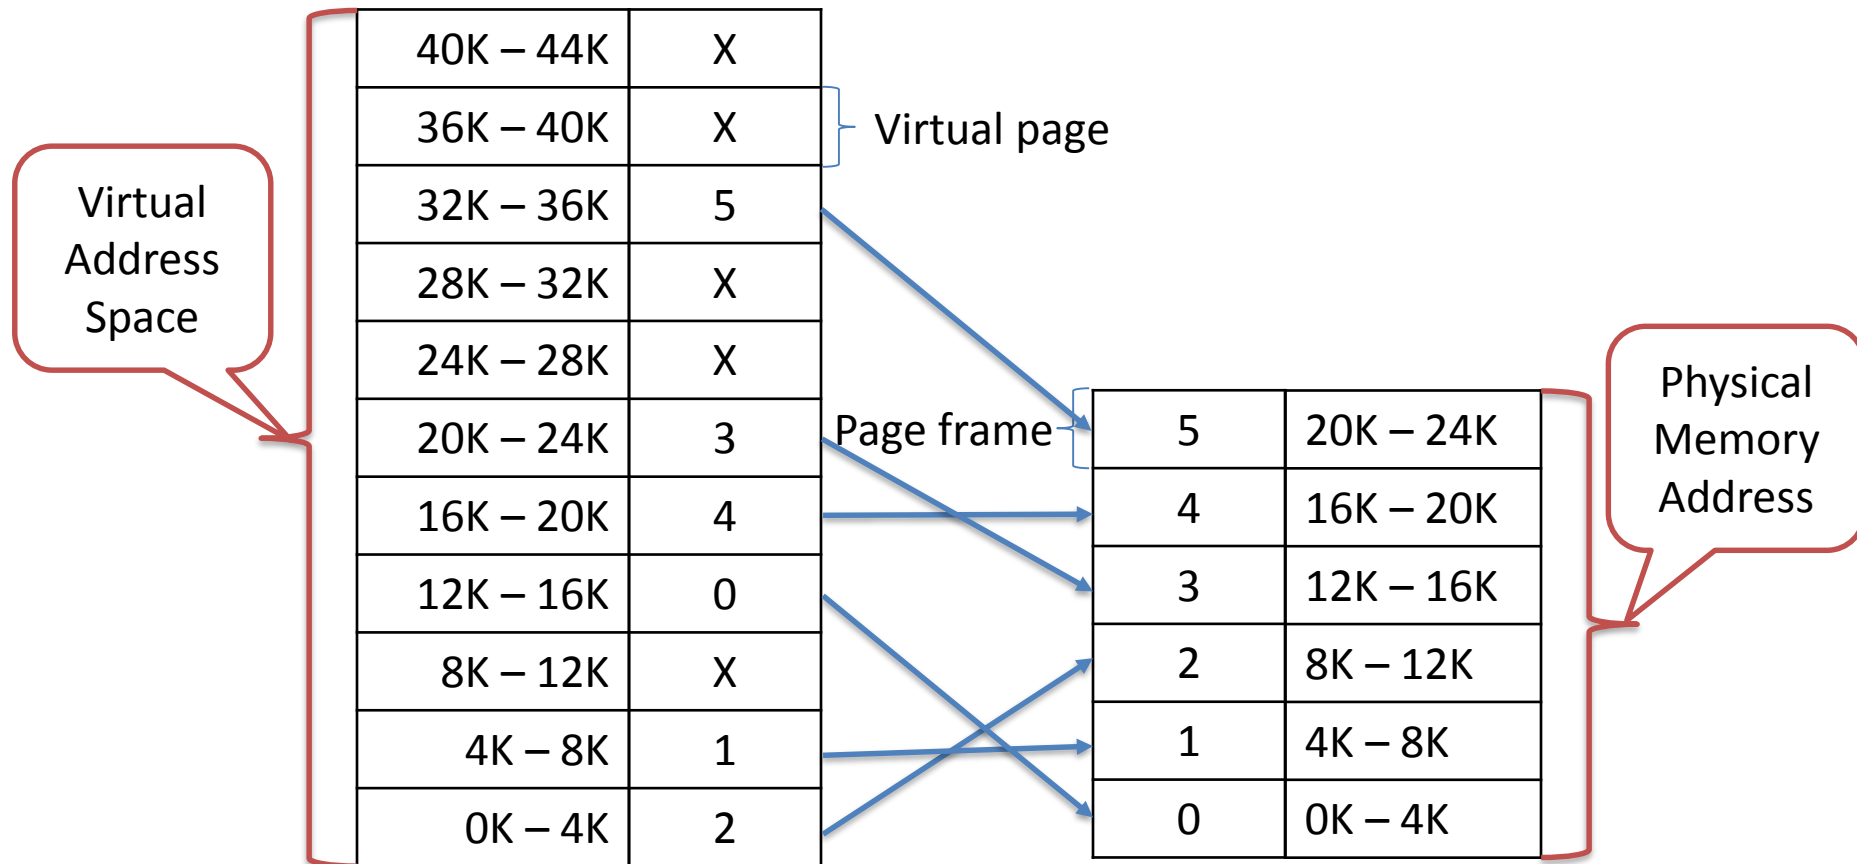 Virtual
Address
Space
40K – 44K X
36K – 40K X
32K – 36K 5
28K – 32K X
24K – 28K X
20K – 24K 3
16K – 20K 4
12K – 16K 0
8K – 12K X
4K – 8K 1
0K – 4K 2
Virtual page
Page frame
5 20K – 24K
4 16K – 20K
3 12K – 16K
2 8K – 12K
1 4K – 8K
0 0K – 4K
Physical
Memory
Address